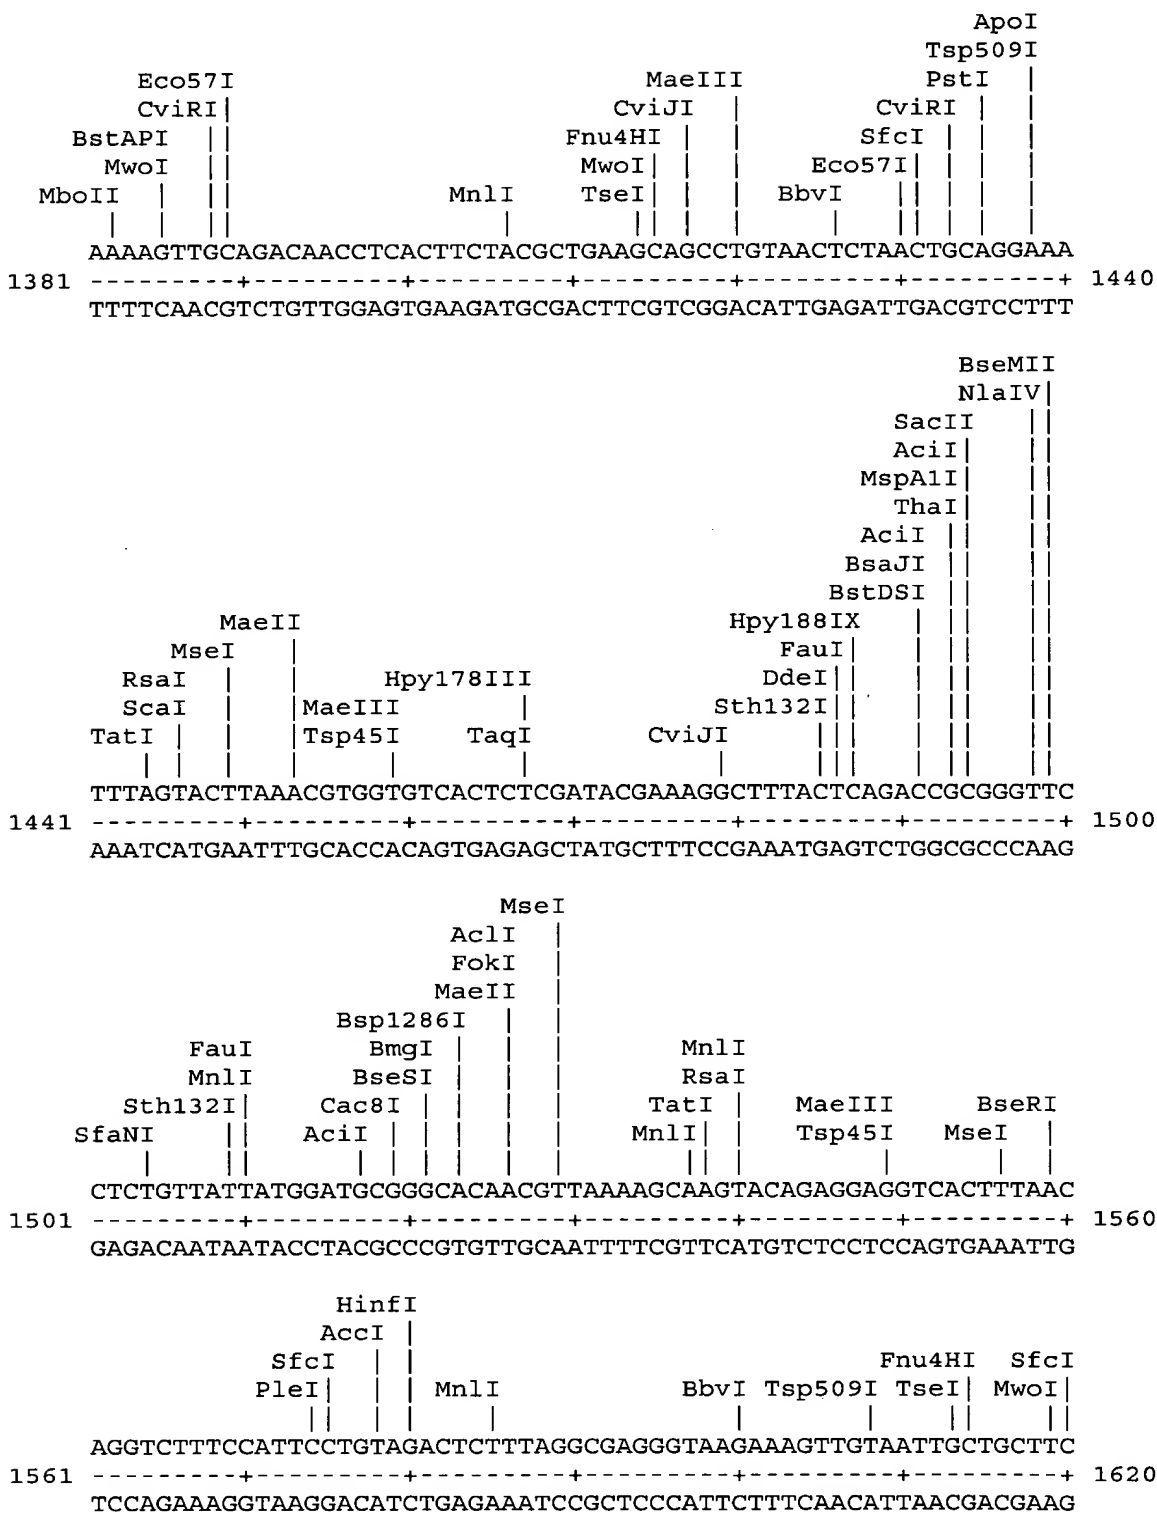 ApoI
Tsp509I
Eco57I MaeIII PstI
CviRI CviJI CviRI
BstAPI Fnu4HI SfcI
MwoI MwoI Eco57I
MboII MnlI TseI BbvI
AAAAGTTGCAGACAACCTCACTTCTACGCTGAAGCAGCCTGTAACTCTAACTGCAGGAAA
1381 ---------+---------+---------+---------+---------+---------+ 1440
TTTTCAACGTCTGTTGGAGTGAAGATGCGACTTCGTCGGACATTGAGATTGACGTCCTTT
BseMII
NlaIV
SacII
AciI
MspA1I
ThaI
AciI
BsaJI
BstDSI
MaeII Hpy188IX
MseI FauI
RsaI Hpy178III DdeI
ScaI MaeIII Sth132I
TatI Tsp45I TaqI CviJI
TTTAGTACTTAAACGTGGTGTCACTCTCGATACGAAAGGCTTTACTCAGACCGCGGGTTC
1441 ---------+---------+---------+---------+---------+---------+ 1500
AAATCATGAATTTGCACCACAGTGAGAGCTATGCTTTCCGAAATGAGTCTGGCGCCCAAG
MseI
AclI
FokI
MaeII
Bsp1286I
FauI BmgI MnlI
MnlI BseSI RsaI
Sth132I Cac8I TatI MaeIII BseRI
SfaNI AciI MnlI Tsp45I MseI
CTCTGTTATTATGGATGCGGGCACAACGTTAAAAGCAAGTACAGAGGAGGTCACTTTAAC
1501 ---------+---------+---------+---------+---------+---------+ 1560
GAGACAATAATACCTACGCCCGTGTTGCAATTTTCGTTCATGTCTCCTCCAGTGAAATTG
HinfI
AccI
SfcI Fnu4HI SfcI
PleI MnlI BbvI Tsp509I TseI MwoI
AGGTCTTTCCATTCCTGTAGACTCTTTAGGCGAGGGTAAGAAAGTTGTAATTGCTGCTTC
1561 ---------+---------+---------+---------+---------+---------+ 1620
TCCAGAAAGGTAAGGACATCTGAGAAATCCGCTCCCATTCTTTCAACATTAACGACGAAG